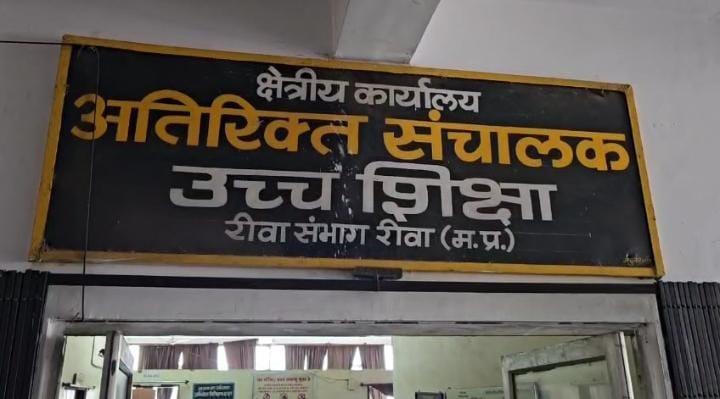 क्षेत्रीय कार्यालय
अतिरिक्त संचालक
उच्च शिक्षा
रीवा संभाग रीवा (म.प्र.)